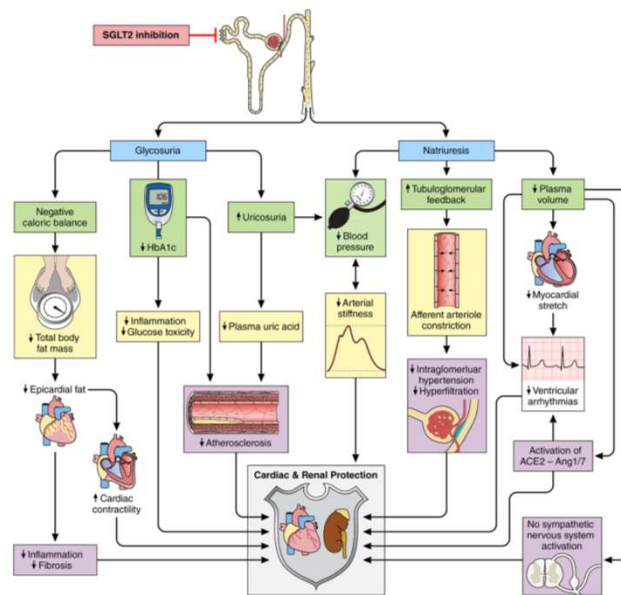 SGLT2 inhibition
Glycosuria
Natriuresis
Negative
caloric balance
106
↓ HbA1c
↑ Uricosuria
↓ Blood
pressure
↑ Tubuloglomerular
feedback
↓ Plasma
volume
↓ Total body
fat mass
↓ Inflammation
↓ Glucose toxicity
↓ Plasma uric acid
↓ Arterial
stiffness
Afferent arteriole
constriction
↓ Myocardial
stretch
↓ Epicardial fat
↑ Cardiac
contractility
↓ Atherosclerosis
↓ Intraglomerluar
hypertension
↓ Hyperfiltration
↓ Ventricular
arrhythmias
Activation of
ACE2 – Ang1/7
Cardiac & Renal Protection
↓ Inflammation
↓ Fibrosis
No sympathetic
nervous system
activation